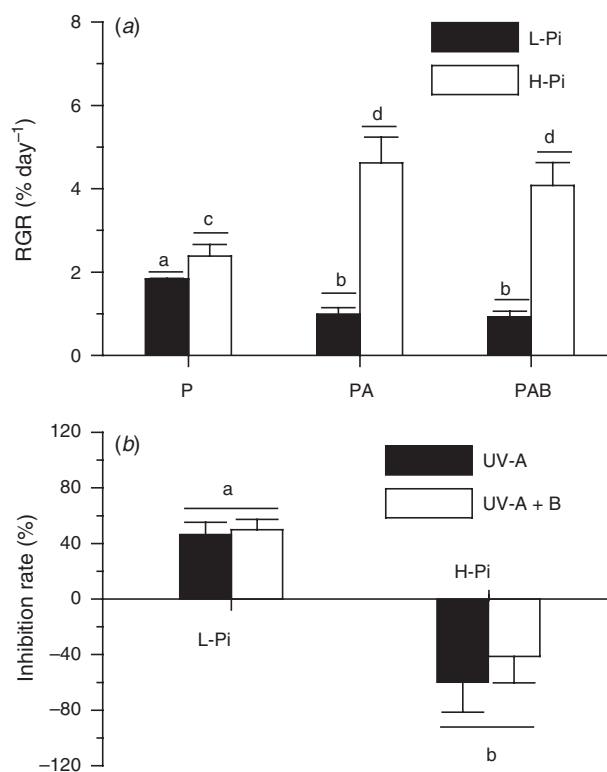 (a)
L-Pi
H-Pi
RGR (% day⁻¹)
8
6
4
2
0
a
c
b
d
b
d
P
PA
PAB
(b)
UV-A
UV-A + B
Inhibition rate (%)
120
80
40
0
−40
−80
−120
a
L-Pi
H-Pi
b